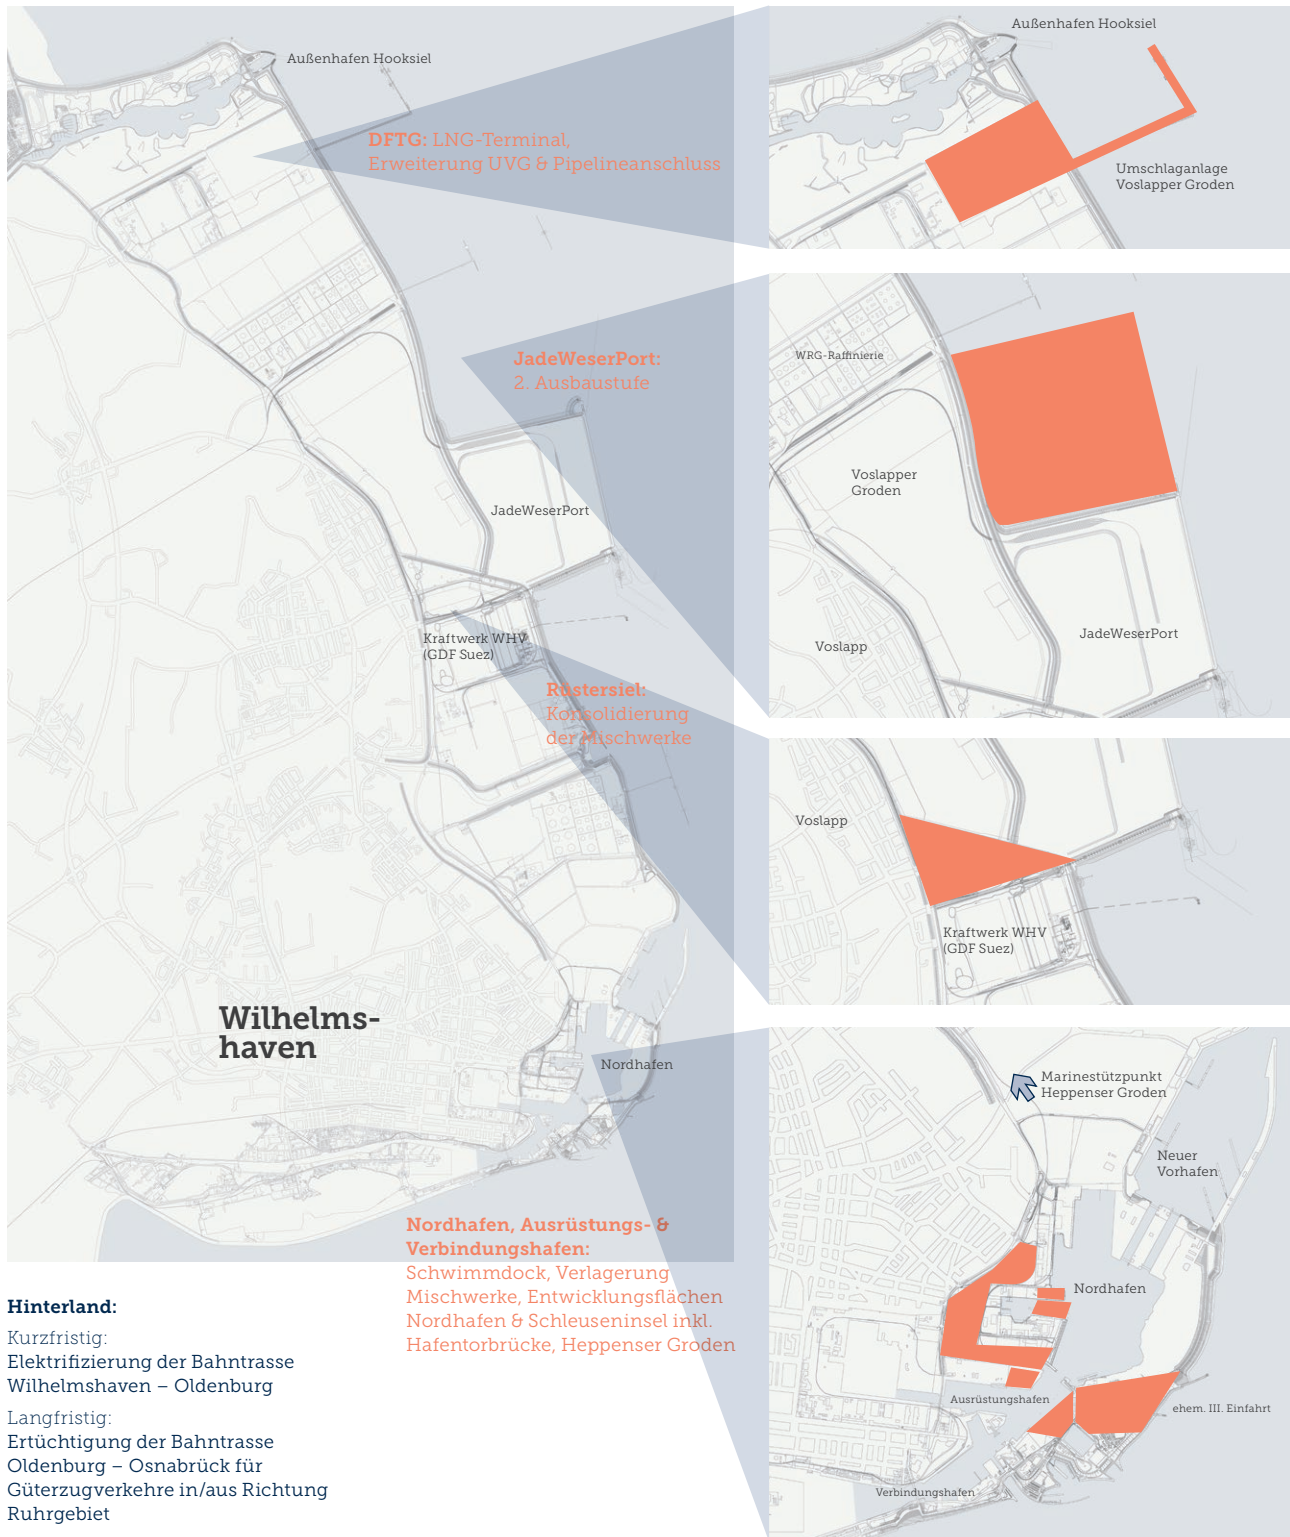 Außenhafen Hooksiel
DFTG: LNG-Terminal,
Erweiterung UVG & Pipelineanschluss
JadeWeserPort:
2. Ausbaustufe
JadeWeserPort
Kraftwerk WHV
(GDF Suez)
Rüstersiel:
Konsolidierung
der Mischwerke
Wilhelms-
haven
Nordhafen
Nordhafen, Ausrüstungs- &
Verbindungshafen:
Schwimmdock, Verlagerung
Mischwerke, Entwicklungsflächen
Nordhafen & Schleuseninsel inkl.
Hafentorbrücke, Heppenser Groden
Hinterland:
Kurzfristig:
Elektrifizierung der Bahntrasse
Wilhelmshaven – Oldenburg
Langfristig:
Ertüchtigung der Bahntrasse
Oldenburg – Osnabrück für
Güterzugverkehre in/aus Richtung
Ruhrgebiet
Außenhafen Hooksiel
Umschlaganlage
Voslapper Groden
WRG-Raffinierie
Voslapper
Groden
Voslapp
JadeWeserPort
Voslapp
Kraftwerk WHV
(GDF Suez)
Marinestützpunkt
Heppenser Groden
Neuer
Vorhafen
Nordhafen
Ausrüstungshafen
ehem. III. Einfahrt
Verbindungshafen